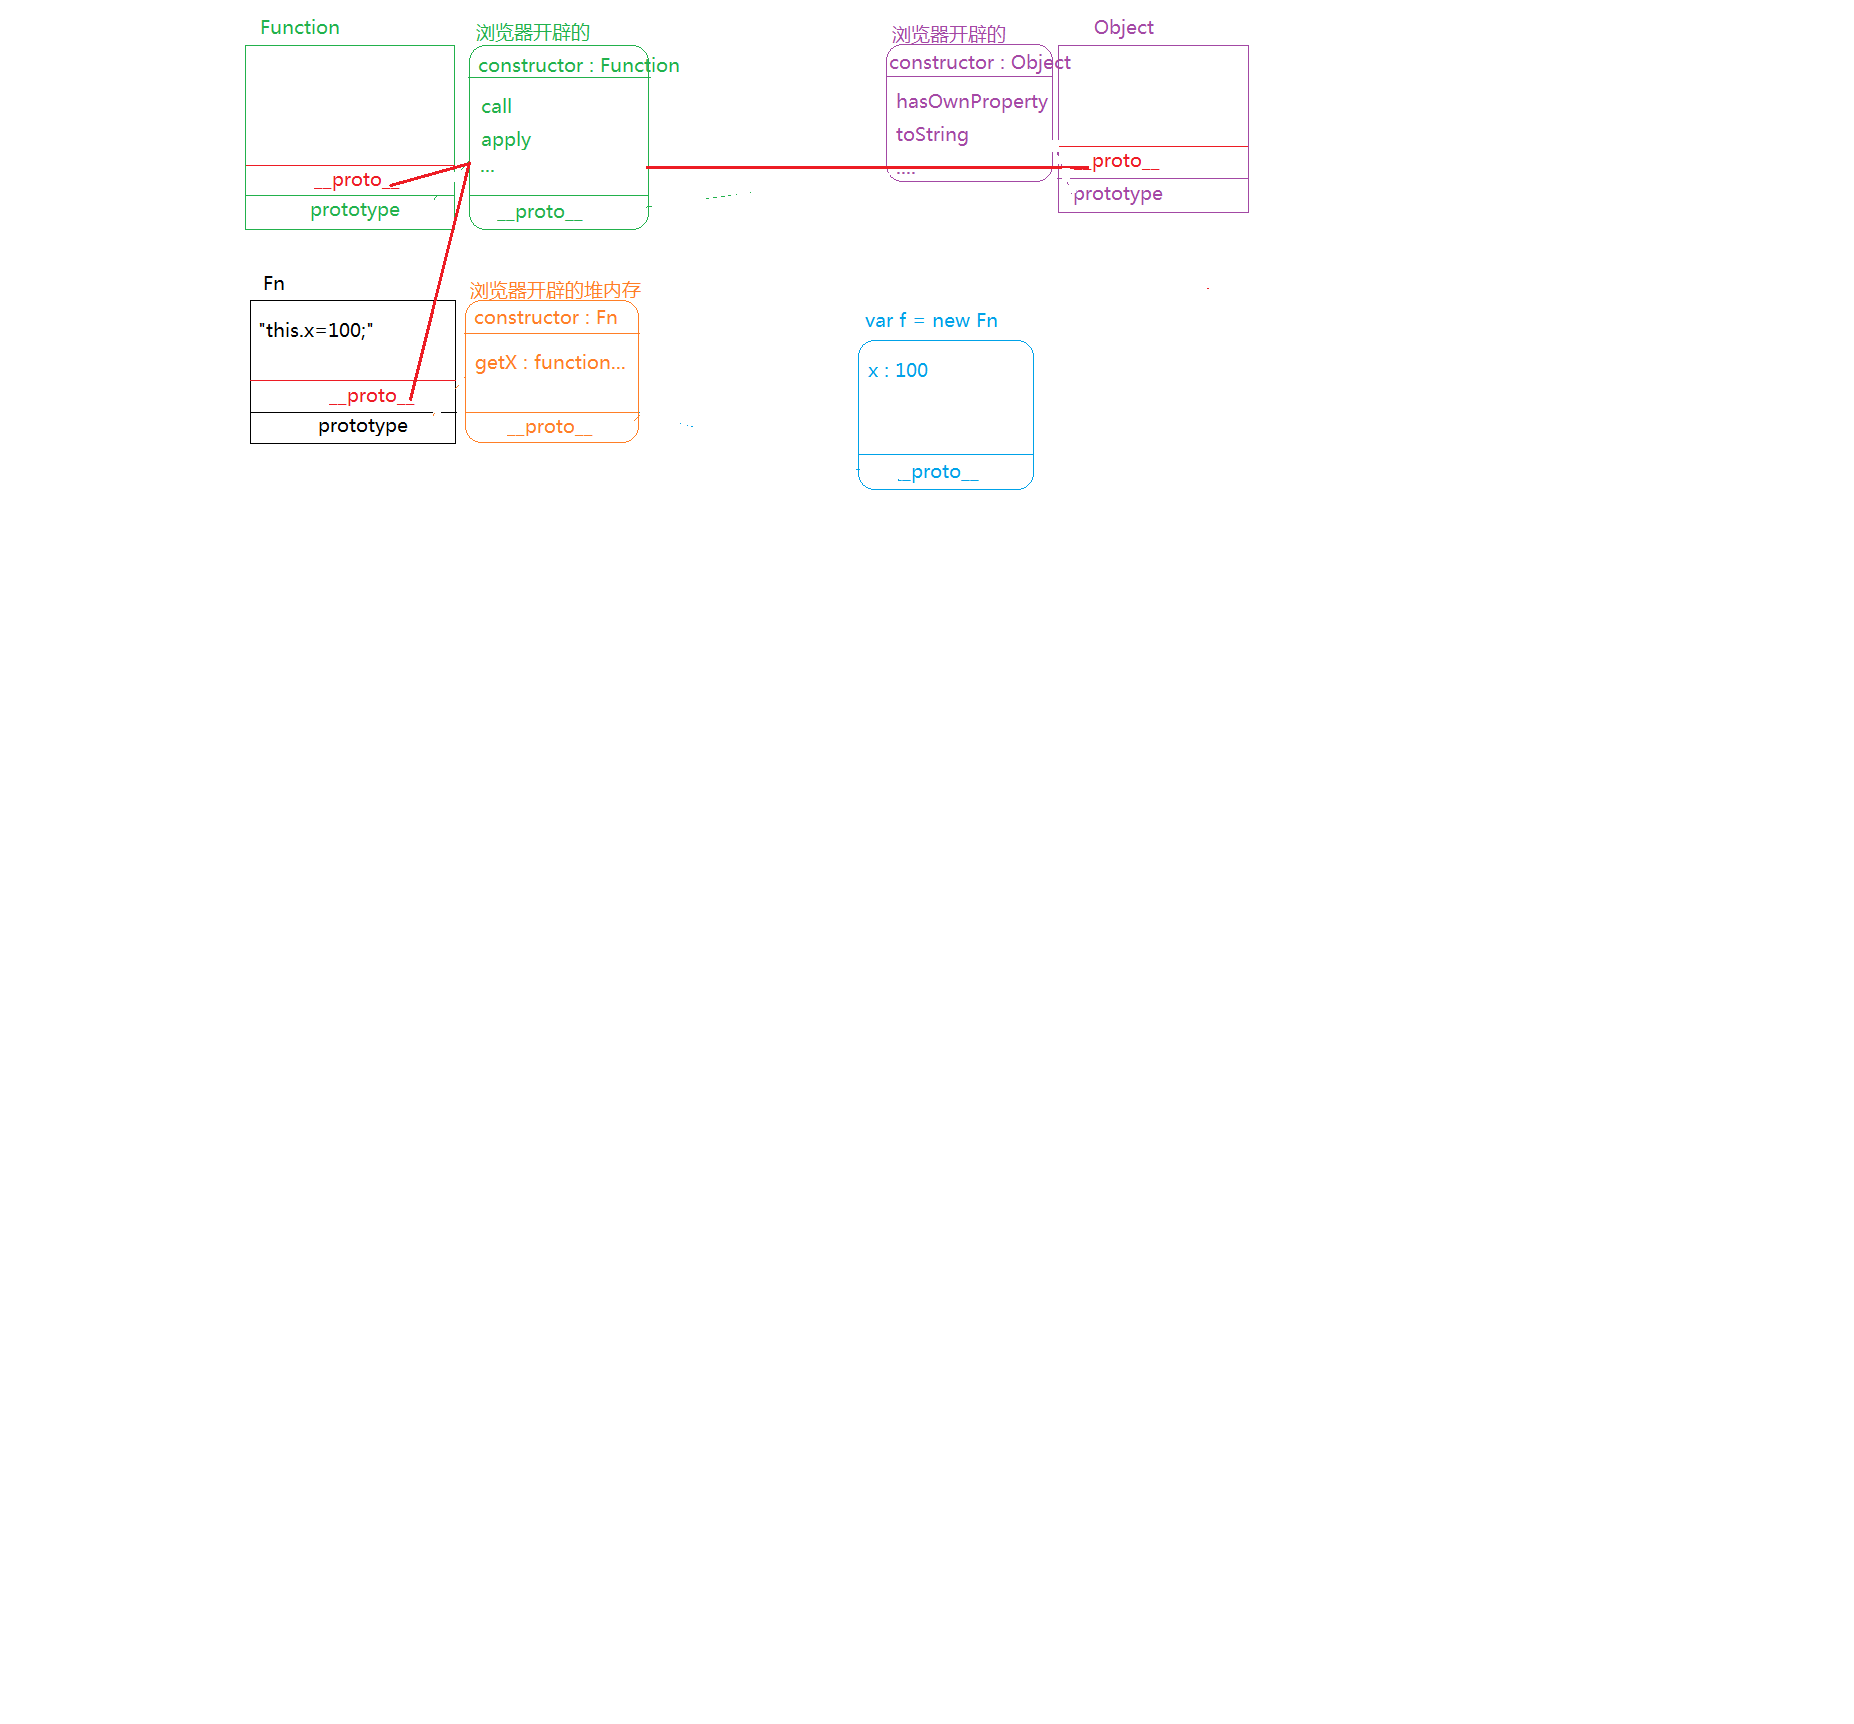 Function
浏览器开辟的
浏览器开辟的
Object
constructor : Function
constructor : Object
call
hasOwnProperty
apply
toString
...
....
__proto__
__proto__
prototype
__proto__
prototype
Fn
浏览器开辟的堆内存
"this.x=100;"
constructor : Fn
var f = new Fn
getX : function...
x : 100
__proto__
prototype
__proto__
__proto__